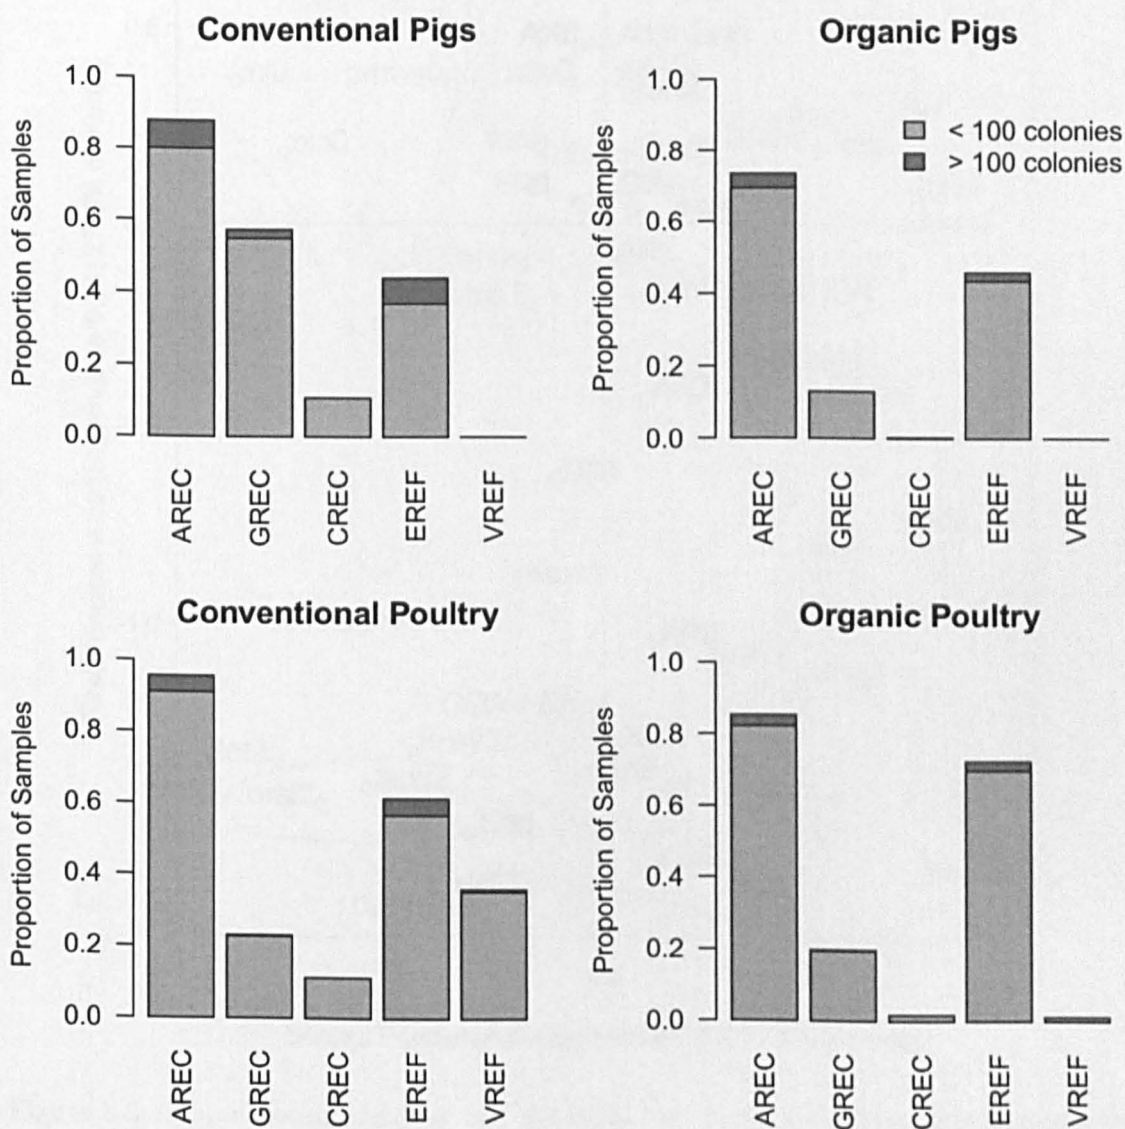 Conventional Pigs
Proportion of Samples
1.0
0.8
0.6
0.4
0.2
0.0
AREC
GREC
CREC
EREF
VREF
Organic Pigs
Proportion of Samples
1.0
0.8
0.6
0.4
0.2
0.0
< 100 colonies
> 100 colonies
AREC
GREC
CREC
EREF
VREF
Conventional Poultry
Proportion of Samples
1.0
0.8
0.6
0.4
0.2
0.0
AREC
GREC
CREC
EREF
VREF
Organic Poultry
Proportion of Samples
1.0
0.8
0.6
0.4
0.2
0.0
AREC
GREC
CREC
EREF
VREF